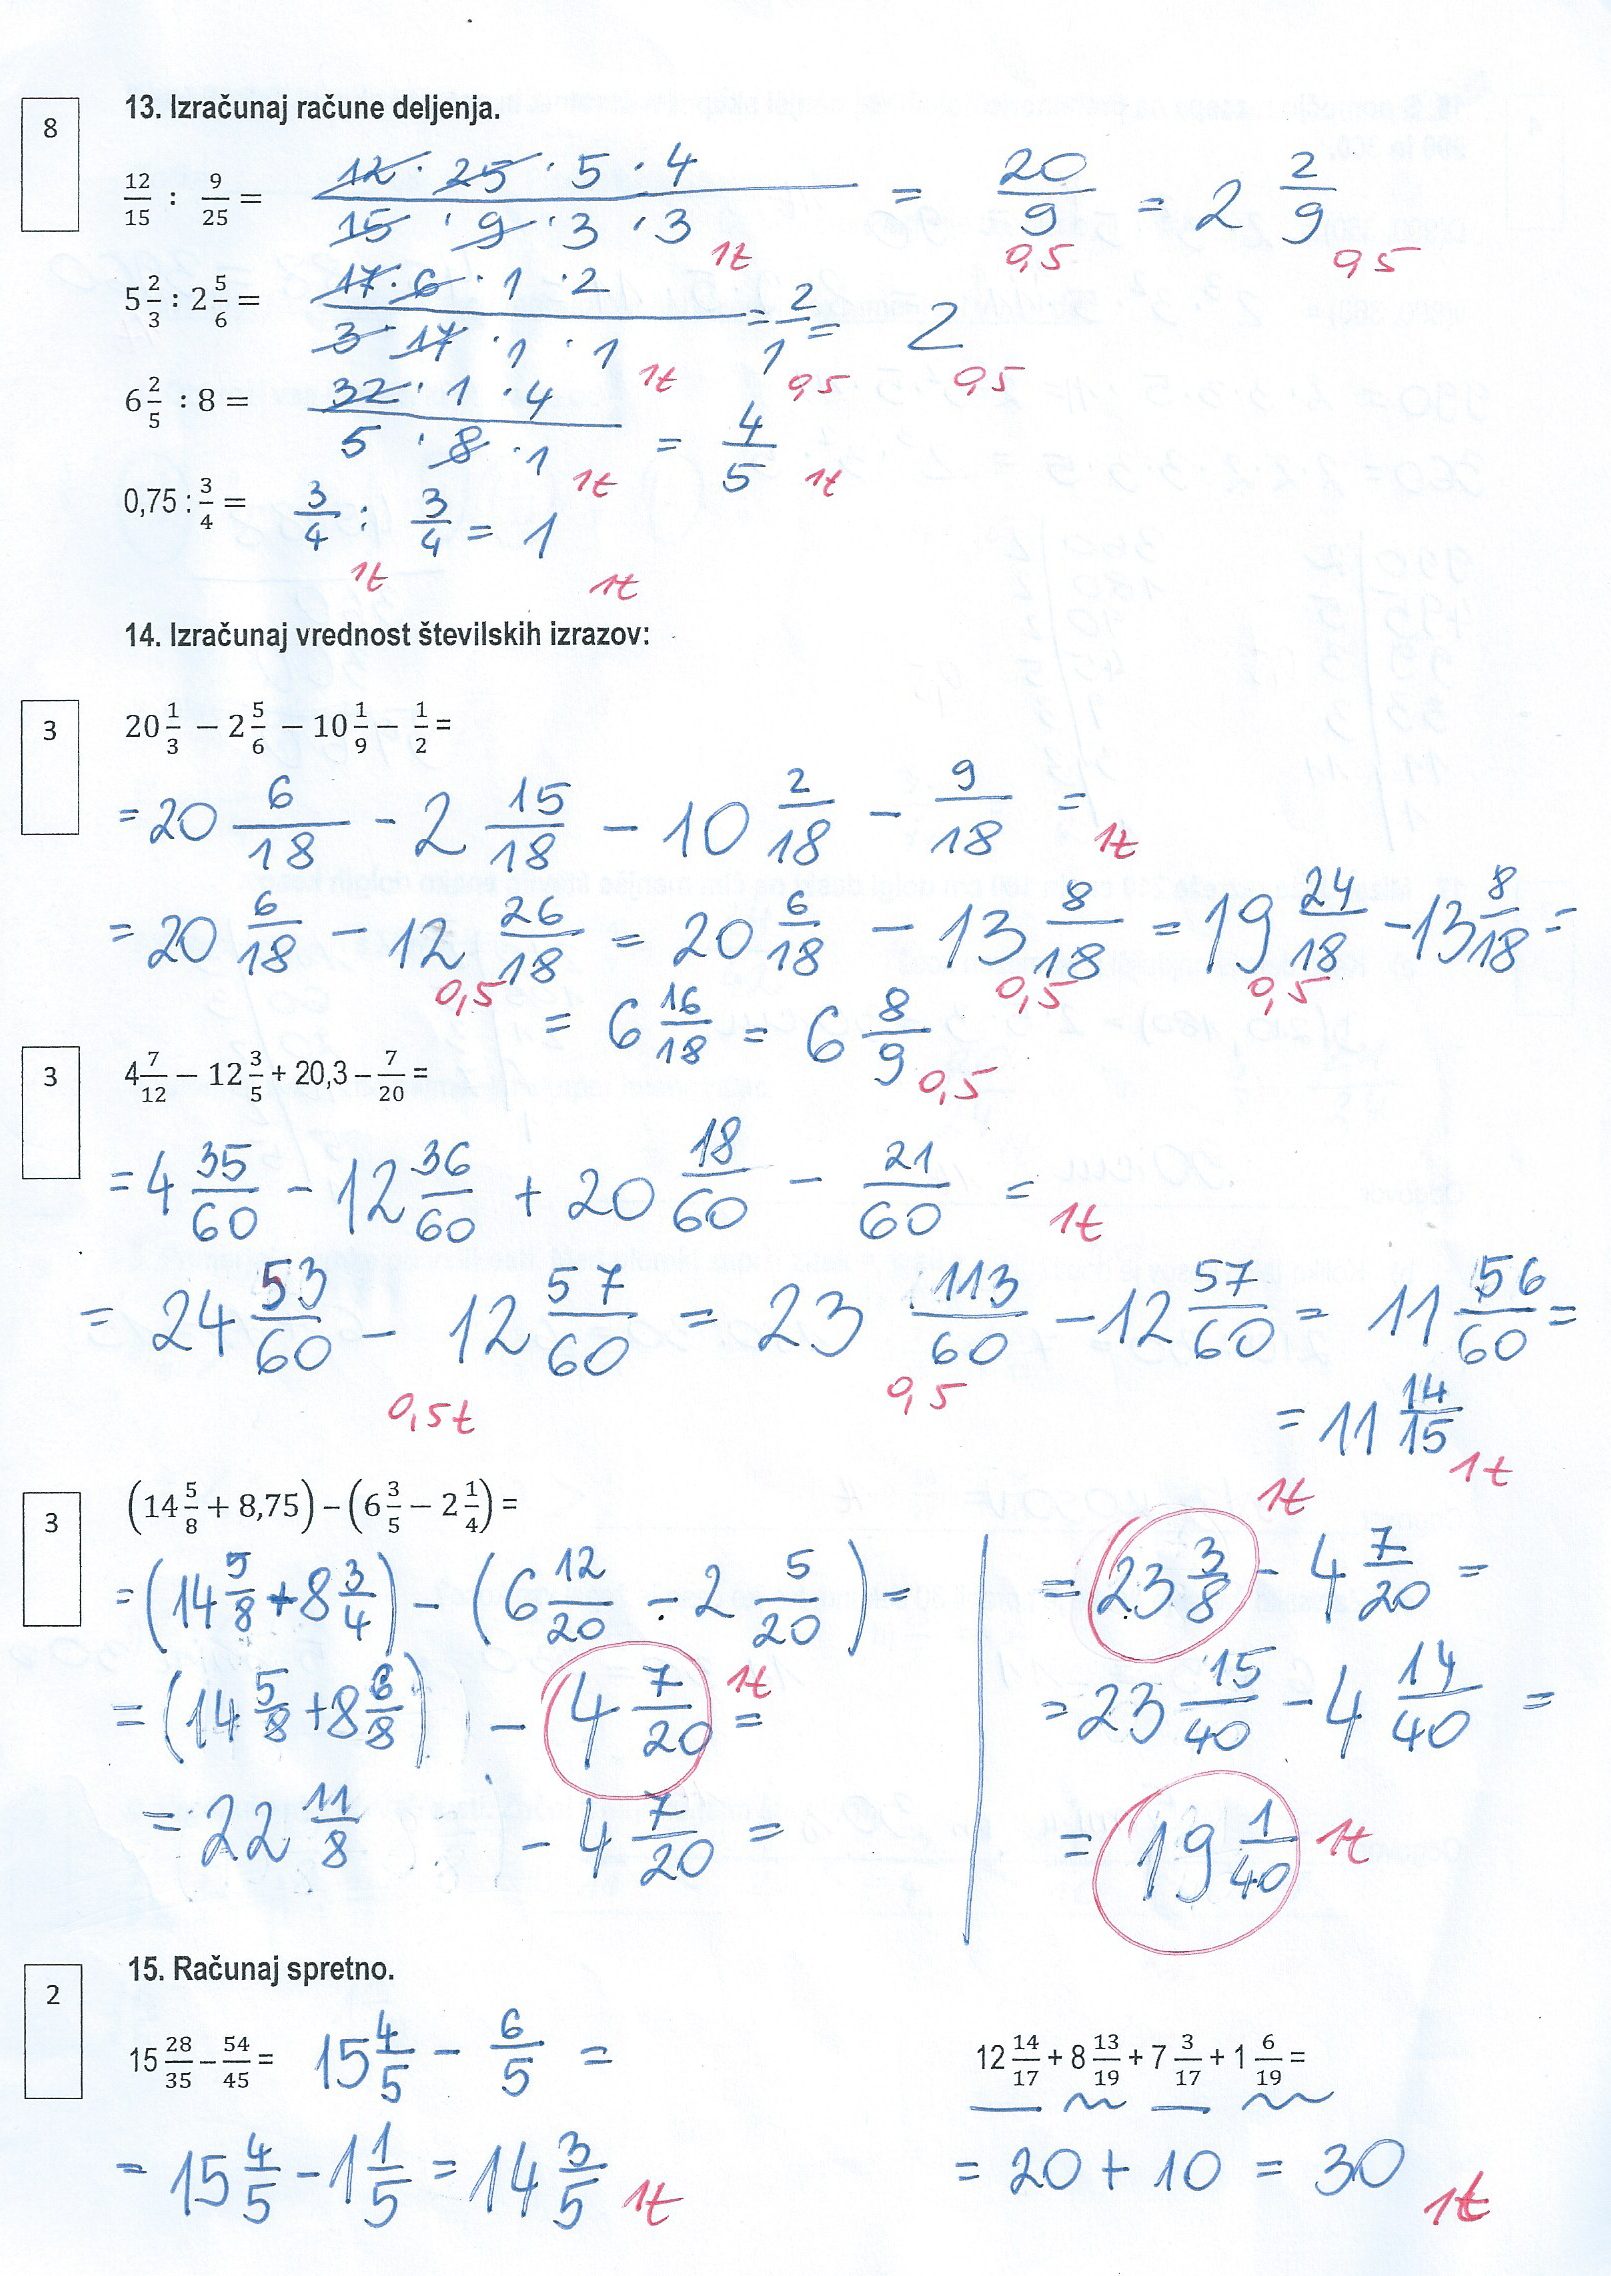 8
13. Izračunaj račune deljenja.
12/15 : 9/25 = 12 · 25 · 5 · 4 / 15 · 9 · 3 · 3 = 20/9 = 2 2/9
1t 0,5 0,5
5 2/3 : 2 5/6 = 17 · 6 · 1 · 2 / 3 · 17 · 1 · 1 = 2/1 = 2
1t 0,5 0,5
6 2/5 : 8 = 32 · 1 · 4 / 5 · 8 · 1 = 4/5
1t 1t
0,75 : 3/4 = 3/4 : 3/4 = 1
1t 1t
14. Izračunaj vrednost številskih izrazov:
3
20 1/3 − 2 5/6 − 10 1/9 − 1/2 =
= 20 6/18 - 2 15/18 - 10 2/18 - 9/18 = 1t
= 20 6/18 - 12 26/18 = 20 6/18 - 13 8/18 = 19 24/18 - 13 8/18 =
0,5 0,5 0,5
= 6 16/18 = 6 8/9 0,5
3
4 7/12 − 12 3/5 + 20,3 − 7/20 =
= 4 35/60 - 12 36/60 + 20 18/60 - 21/60 = 1t
= 24 53/60 - 12 57/60 = 23 113/60 - 12 57/60 = 11 56/60 =
0,5t 0,5
= 11 14/15 1t
3
(14 5/8 + 8,75) − (6 3/5 − 2 1/4) =
= (14 5/8 + 8 3/4) - (6 12/20 - 2 5/20) =
= (14 5/8 + 8 6/8) - 4 7/20 = 1t
= 22 11/8 - 4 7/20 =
1t
= 23 3/8 - 4 7/20 =
= 23 15/40 - 4 14/40 =
= 19 1/40 1t
15. Računaj spretno.
2
15 28/35 − 54/45 = 15 4/5 - 6/5 =
= 15 4/5 - 1 1/5 = 14 3/5 1t
12 14/17 + 8 13/19 + 7 3/17 + 1 6/19 =
= 20 + 10 = 30 1t